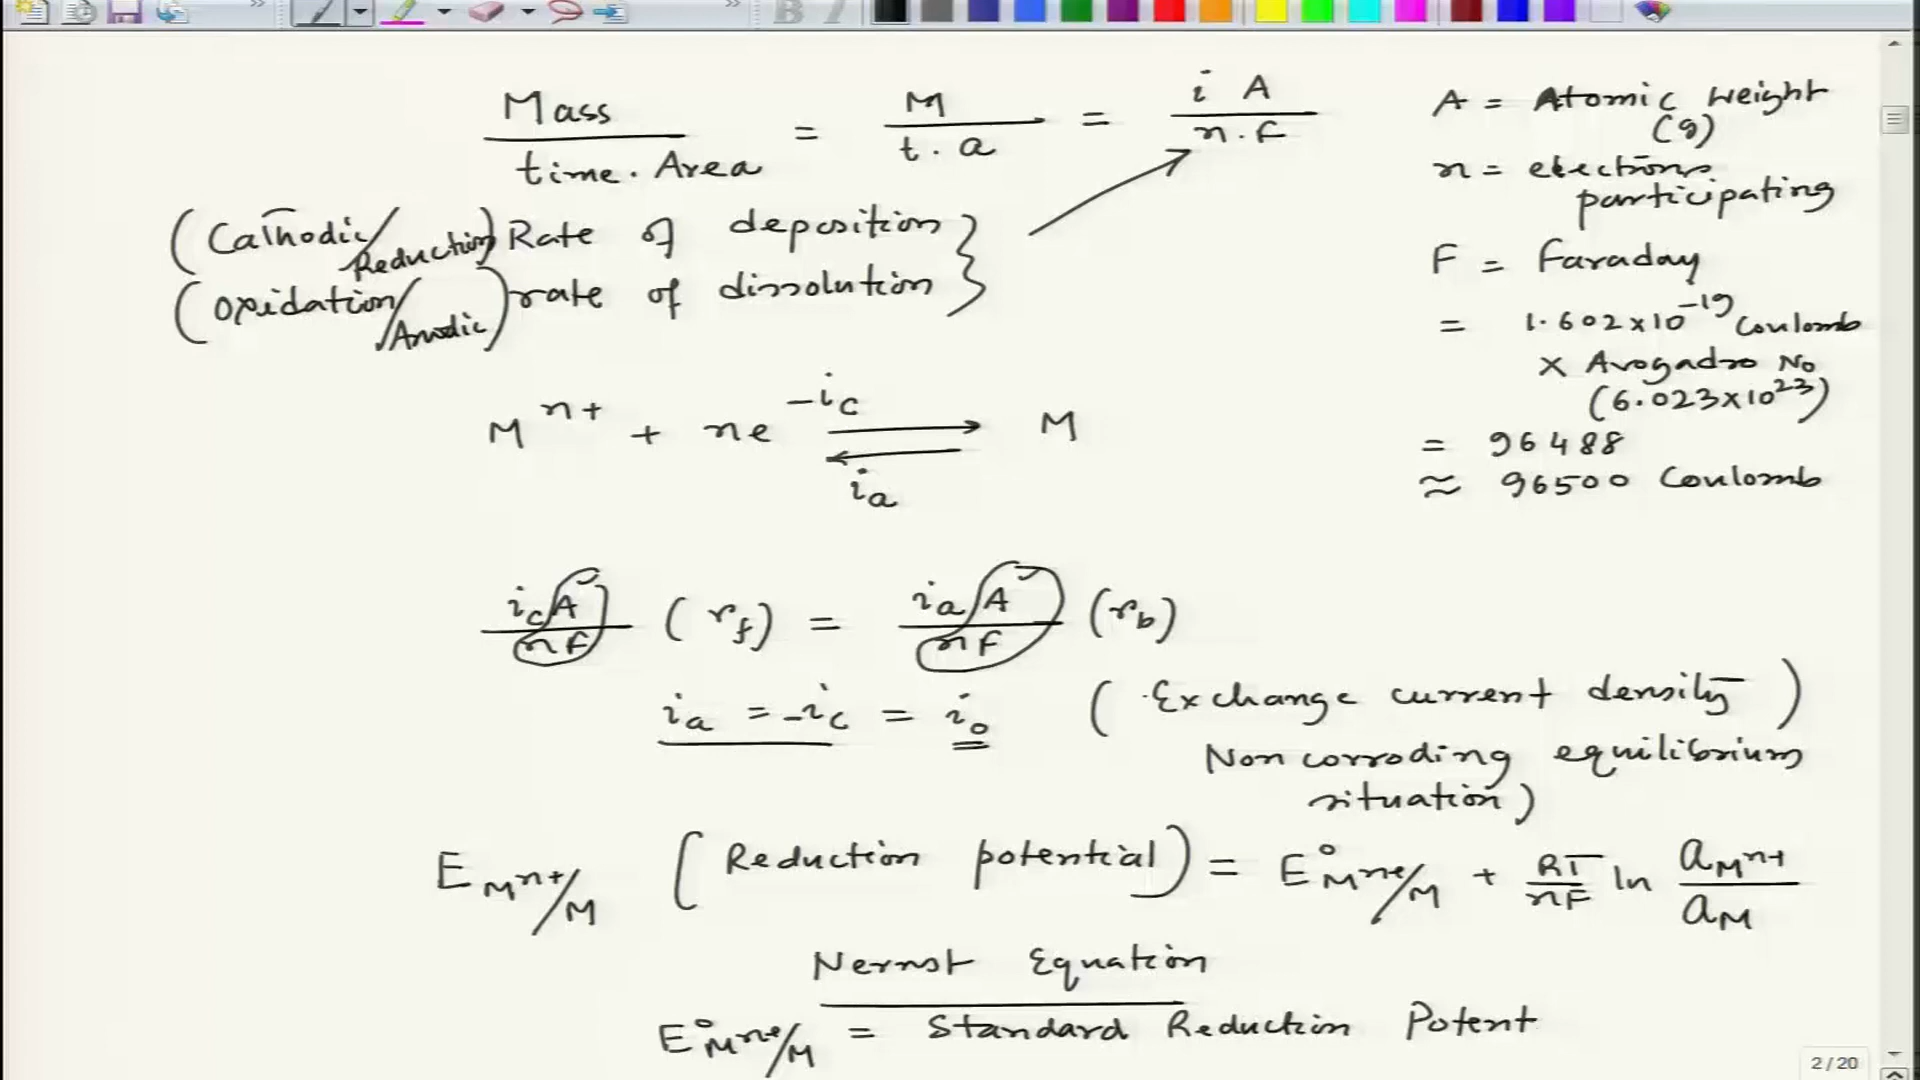 Mass / time. Area = M / t. a = i A / n. F
A = Atomic weight (g)
n = electrons participating
(Cathodic/Reduction) Rate of deposition
(oxidation/Anodic) rate of dissolution
F = Faraday
= 1.602x10^-19 Coulomb
x Avogadro No
(6.023x10^23)
= 96488
≈ 96500 Coulomb
M^n+ + ne -ic ⇌ ia M
icA / nF (rf) = iaA / nF (rb)
ia = -ic = i0 (Exchange current density)
Non corroding equilibrium
situation)
E M^n+/M [Reduction potential) = E° M^n+/M + RT/nF ln a M^n+ / a M
Nernst Equation
E° M^n+/M = Standard Reduction Potent
2/20